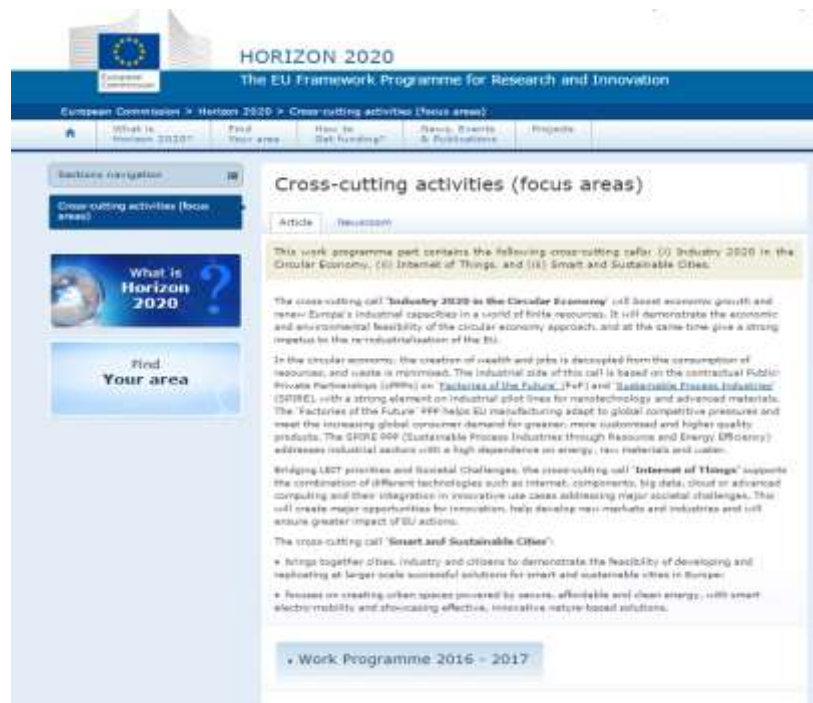 HORIZON 2020
European
Commission
The EU Framework Programme for Research and Innovation
European Commission > Horizon 2020 > Cross-cutting activities (focus areas)
What is Horizon 2020? Find Your area How to Get funding? News, Events & Publications Projects
Sections navigation
Cross-cutting activities (focus
areas)
What is
Horizon
2020
?
Find
Your area
Cross-cutting activities (focus areas)
Article Newsroom
This work programme part contains the following cross-cutting calls: (i) Industry 2020 in the
Circular Economy, (ii) Internet of Things, and (iii) Smart and Sustainable Cities.
The cross-cutting call 'Industry 2020 in the Circular Economy' will boost economic growth and
renew Europe's industrial capacities in a world of finite resources. It will demonstrate the economic
and environmental feasibility of the circular economy approach, and at the same time give a strong
impetus to the re-industrialisation of the EU.
In the circular economy, the creation of wealth and jobs is decoupled from the consumption of
resources, and waste is minimised. The industrial side of this call is based on the contractual Public-
Private Partnerships (cPPPs) on 'Factories of the Future' (FoF) and 'Sustainable Process Industries'
(SPIRE), with a strong element on industrial pilot lines for nanotechnology and advanced materials.
The 'Factories of the Future' PPP helps EU manufacturing adapt to global competitive pressures and
meet the increasing global consumer demand for greener, more customised and higher quality
products. The SPIRE PPP (Sustainable Process Industries through Resource and Energy Efficiency)
addresses industrial sectors with a high dependence on energy, raw materials and water.
Bridging LEIT priorities and Societal Challenges, the cross-cutting call 'Internet of Things' supports
the combination of different technologies such as internet, components, big data, cloud or advanced
computing and their integration in innovative use cases addressing major societal challenges. This
will create major opportunities for innovation, help develop new markets and industries and will
ensure greater impact of EU actions.
The cross-cutting call 'Smart and Sustainable Cities':
• brings together cities, industry and citizens to demonstrate the feasibility of developing and
replicating at larger scale successful solutions for smart and sustainable cities in Europe;
• focuses on creating urban spaces powered by secure, affordable and clean energy, with smart
electro-mobility and showcasing effective, innovative nature-based solutions.
Work Programme 2016 - 2017